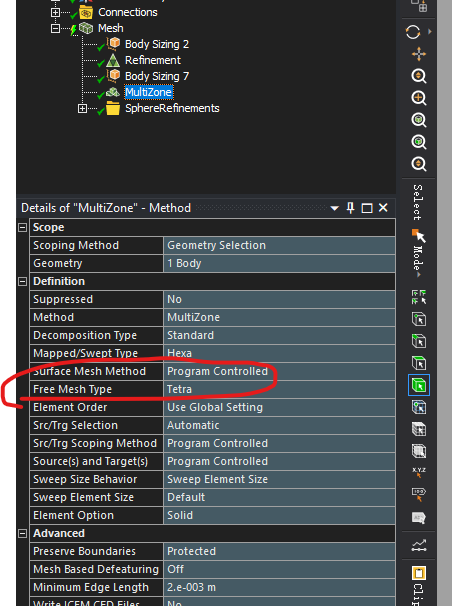 Connections
Mesh
Body Sizing 2
Refinement
Body Sizing 7
MultiZone
SphereRefinements
Select
Mode
Details of "MultiZone" - Method
Scope
Scoping Method Geometry Selection
Geometry 1 Body
Definition
Suppressed No
Method MultiZone
Decomposition Type Standard
Mapped/Swept Type Hexa
Surface Mesh Method Program Controlled
Free Mesh Type Tetra
Element Order Use Global Setting
Src/Trg Selection Automatic
Src/Trg Scoping Method Program Controlled
Source(s) and Target(s) Program Controlled
Sweep Size Behavior Sweep Element Size
Sweep Element Size Default
Element Option Solid
Advanced
Preserve Boundaries Protected
Mesh Based Defeaturing Off
Minimum Edge Length 2.e-003 m
Write ICEM CFD Files No
X,Y,Z
Clip